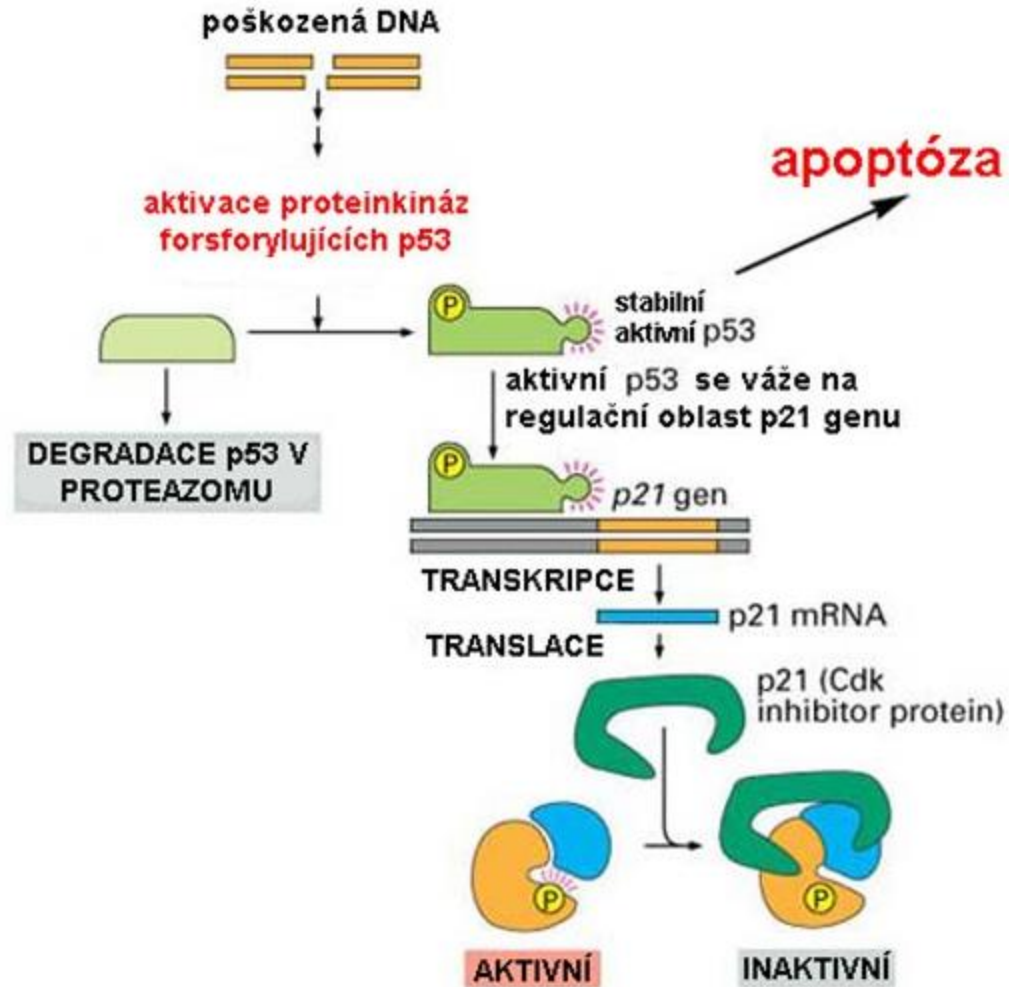 poškozená DNA
apoptóza
aktivace proteinkináz
forsforylujících p53
P
stabilní
aktivní p53
aktivní p53 se váže na
regulační oblast p21 genu
DEGRADACE p53 V
PROTEAZOMU
P
p21 gen
TRANSKRIPCE
p21 mRNA
TRANSLACE
p21 (Cdk
inhibitor protein)
P
P
AKTIVNÍ
INAKTIVNÍ